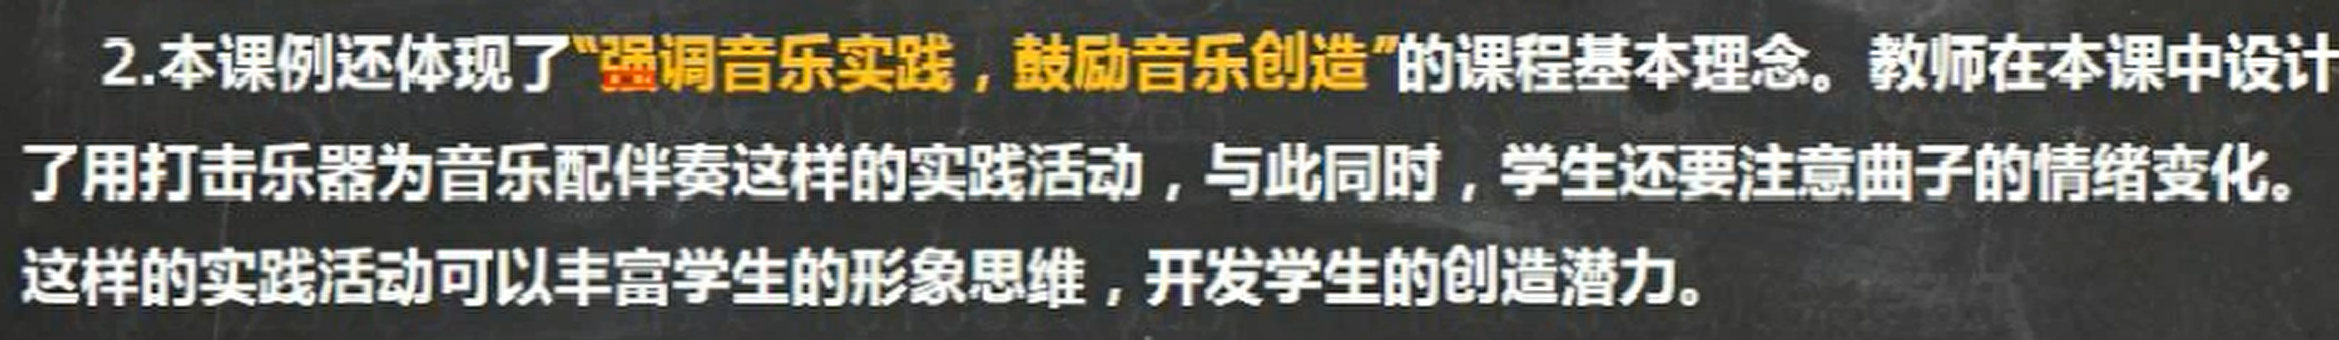 2.本课例还体现了“强调音乐实践，鼓励音乐创造”的课程基本理念。教师在本课中设计
了用打击乐器为音乐配伴奏这样的实践活动，与此同时，学生还要注意曲子的情绪变化。
这样的实践活动可以丰富学生的形象思维，开发学生的创造潜力。